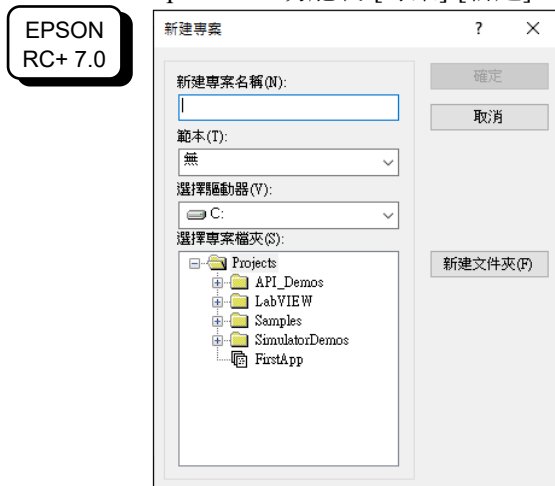 EPSON
RC+ 7.0
新建專案
?
新建專案名稱(N):
確定
取消
範本(T):
無
選擇驅動器(V):
C:
選擇專案檔夾(S):
Projects
新建文件夾(F)
API_Demos
LabVIEW
Samples
SimulatorDemos
FirstApp